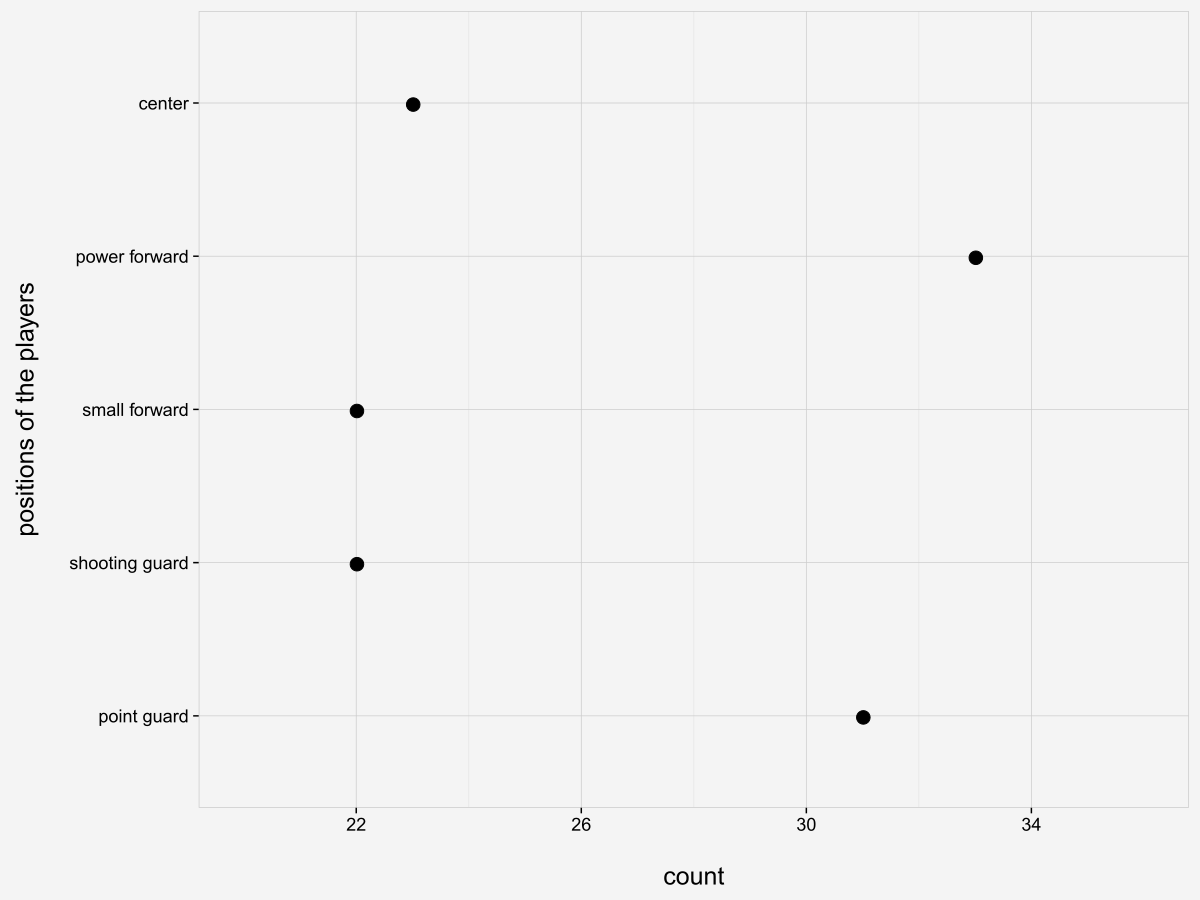 center
power forward
small forward
shooting guard
point guard
positions of the players
22 26 30 34
count